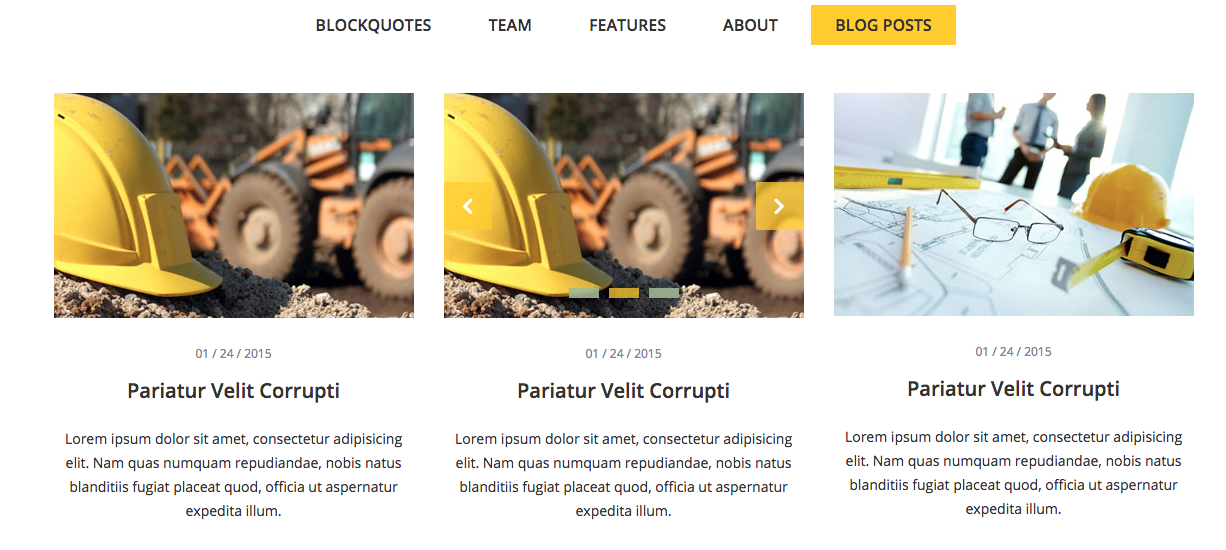 BLOCKQUOTES TEAM FEATURES ABOUT BLOG POSTS
01 / 24 / 2015
Pariatur Velit Corrupti
Lorem ipsum dolor sit amet, consectetur adipisicing
elit. Nam quas numquam repudiandae, nobis natus
blanditiis fugiat placeat quod, officia ut aspernatur
expedita illum.
01 / 24 / 2015
Pariatur Velit Corrupti
Lorem ipsum dolor sit amet, consectetur adipisicing
elit. Nam quas numquam repudiandae, nobis natus
blanditiis fugiat placeat quod, officia ut aspernatur
expedita illum.
01 / 24 / 2015
Pariatur Velit Corrupti
Lorem ipsum dolor sit amet, consectetur adipisicing
elit. Nam quas numquam repudiandae, nobis natus
blanditiis fugiat placeat quod, officia ut aspernatur
expedita illum.